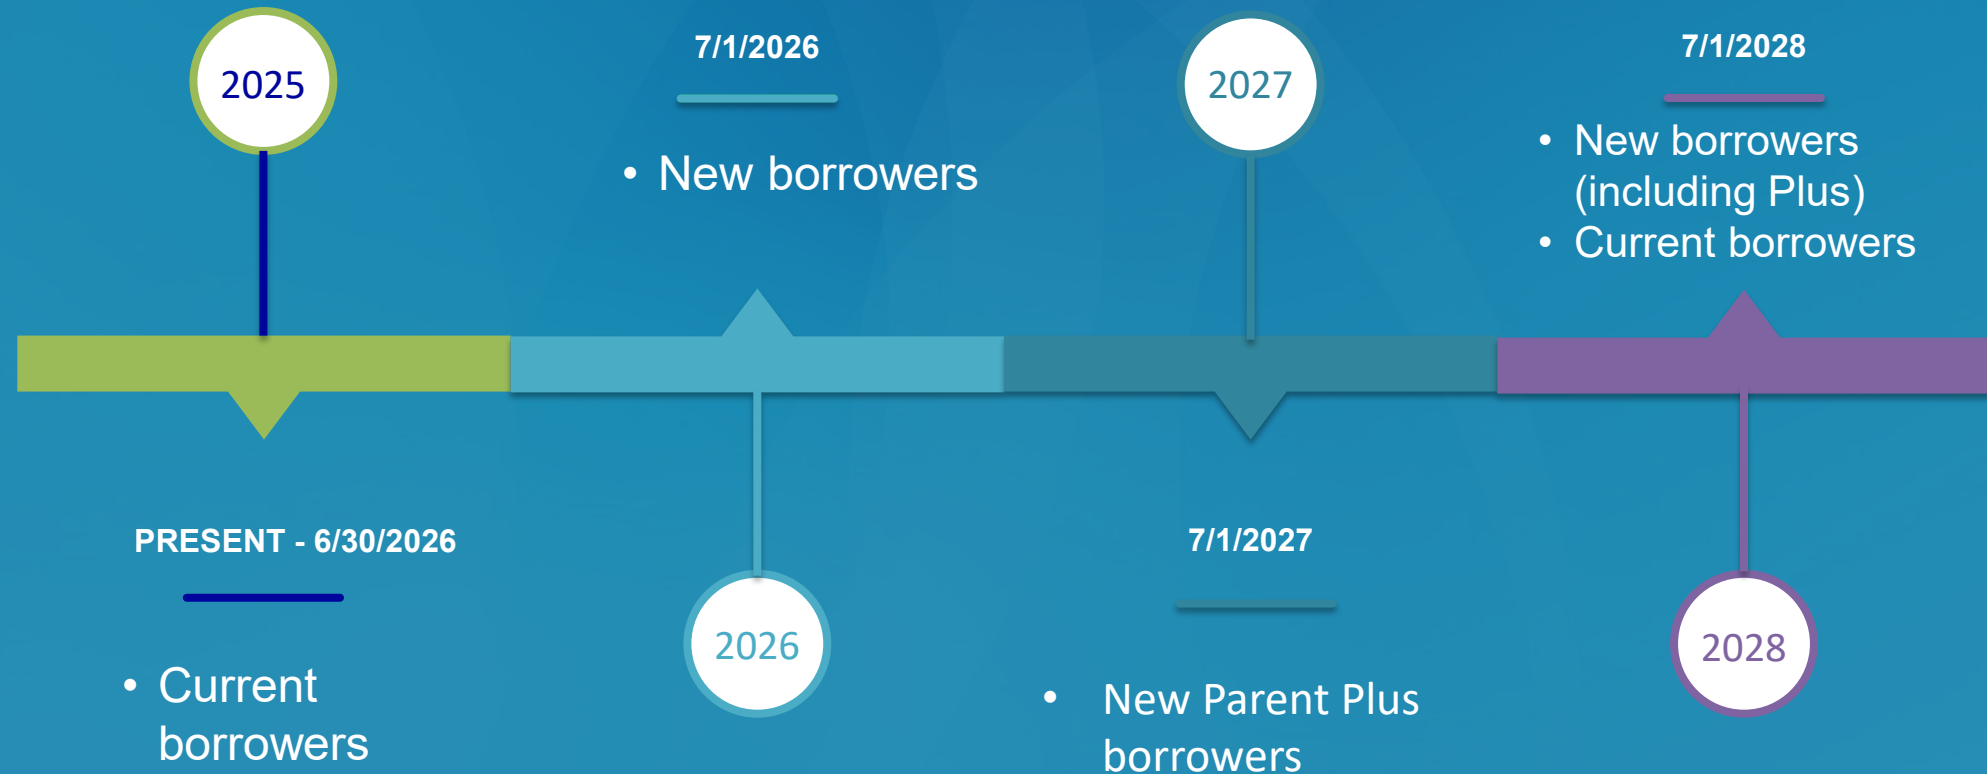 2025
PRESENT - 6/30/2026
• Current
borrowers
7/1/2026
• New borrowers
2026
2027
7/1/2027
• New Parent Plus
borrowers
7/1/2028
• New borrowers
(including Plus)
• Current borrowers
2028